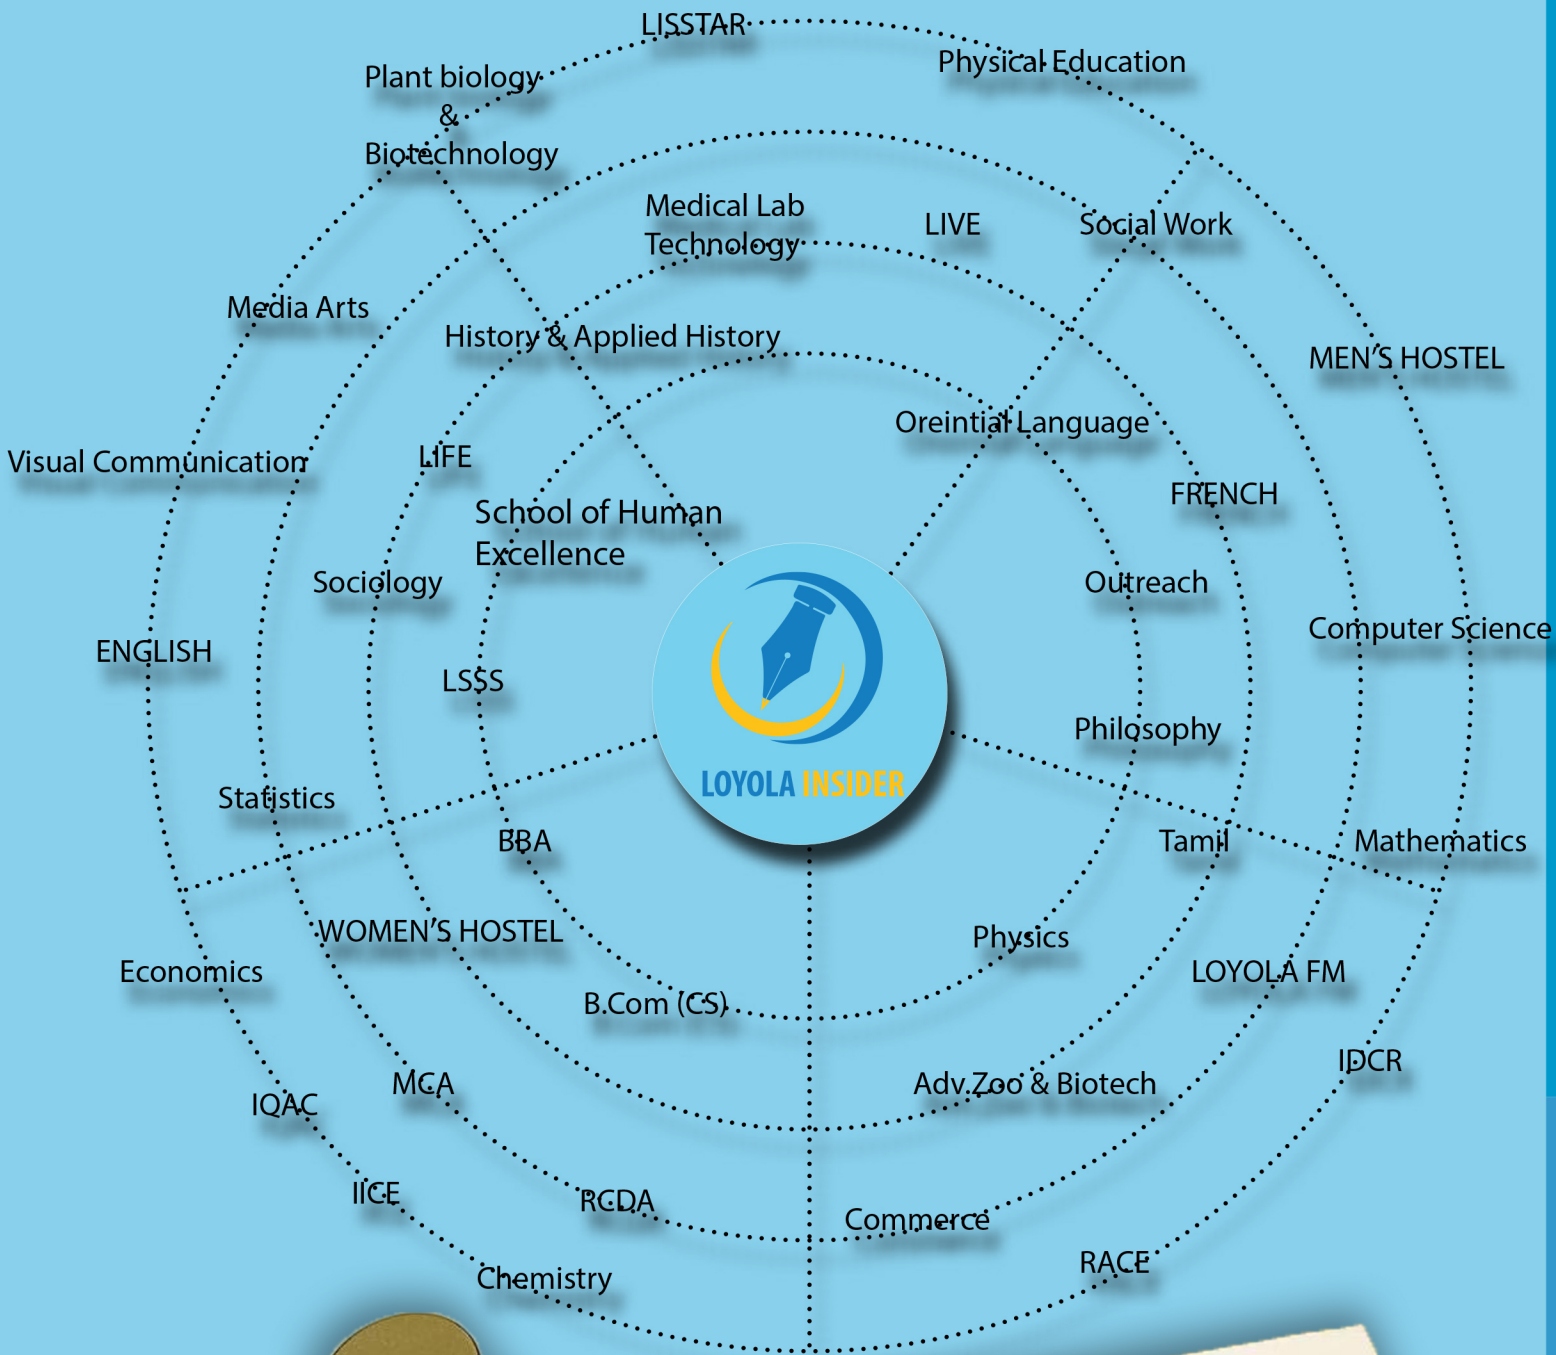 LISSTAR
Physical Education
Plant biology
&
Biotechnology
Medical Lab
Technology
LIVE
Social Work
Media Arts
History & Applied History
MEN’S HOSTEL
Oreintial Language
Visual Communication
LIFE
FRENCH
School of Human
Excellence
Sociology
Outreach
Computer Science
ENGLISH
LSSS
Philosophy
LOYOLA INSIDER
Statistics
BBA
Tamil
Mathematics
WOMEN’S HOSTEL
Physics
Economics
LOYOLA FM
B.Com (CS)
IDCR
MCA
Adv.Zoo & Biotech
IQAC
IICE
RCDA
Commerce
RACE
Chemistry